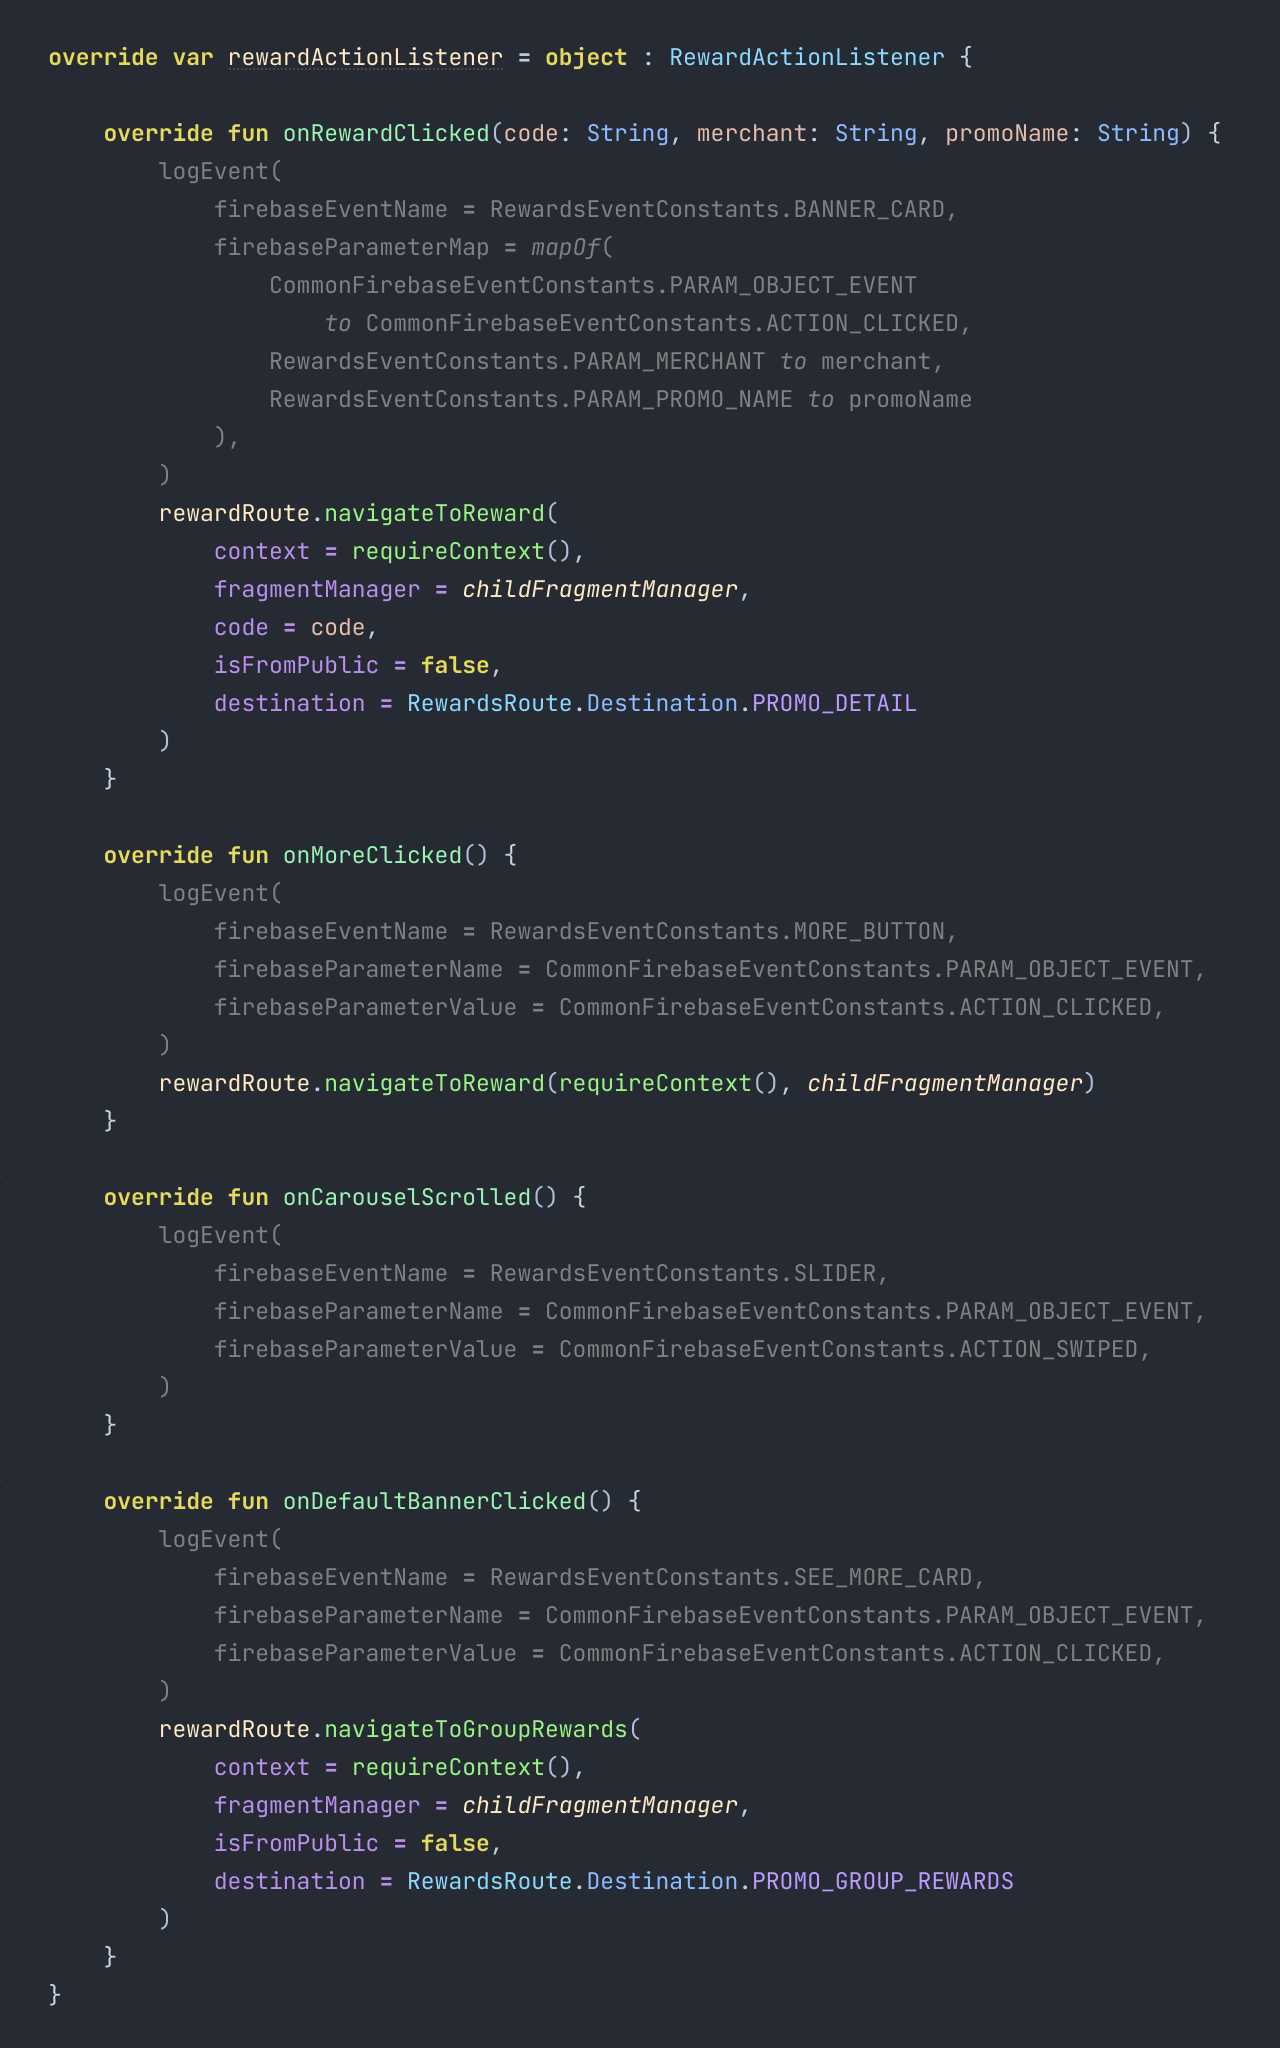 override var rewardActionListener = object : RewardActionListener {
override fun onRewardClicked(code: String, merchant: String, promoName: String) {
logEvent(
firebaseEventName = RewardsEventConstants.BANNER_CARD,
firebaseParameterMap = mapOf(
CommonFirebaseEventConstants.PARAM_OBJECT_EVENT
to CommonFirebaseEventConstants.ACTION_CLICKED,
RewardsEventConstants.PARAM_MERCHANT to merchant,
RewardsEventConstants.PARAM_PROMO_NAME to promoName
),
)
rewardRoute.navigateToReward(
context = requireContext(),
fragmentManager = childFragmentManager,
code = code,
isFromPublic = false,
destination = RewardsRoute.Destination.PROMO_DETAIL
)
}
override fun onMoreClicked() {
logEvent(
firebaseEventName = RewardsEventConstants.MORE_BUTTON,
firebaseParameterName = CommonFirebaseEventConstants.PARAM_OBJECT_EVENT,
firebaseParameterValue = CommonFirebaseEventConstants.ACTION_CLICKED,
)
rewardRoute.navigateToReward(requireContext(), childFragmentManager)
}
override fun onCarouselScrolled() {
logEvent(
firebaseEventName = RewardsEventConstants.SLIDER,
firebaseParameterName = CommonFirebaseEventConstants.PARAM_OBJECT_EVENT,
firebaseParameterValue = CommonFirebaseEventConstants.ACTION_SWIPED,
)
}
override fun onDefaultBannerClicked() {
logEvent(
firebaseEventName = RewardsEventConstants.SEE_MORE_CARD,
firebaseParameterName = CommonFirebaseEventConstants.PARAM_OBJECT_EVENT,
firebaseParameterValue = CommonFirebaseEventConstants.ACTION_CLICKED,
)
rewardRoute.navigateToGroupRewards(
context = requireContext(),
fragmentManager = childFragmentManager,
isFromPublic = false,
destination = RewardsRoute.Destination.PROMO_GROUP_REWARDS
)
}
}